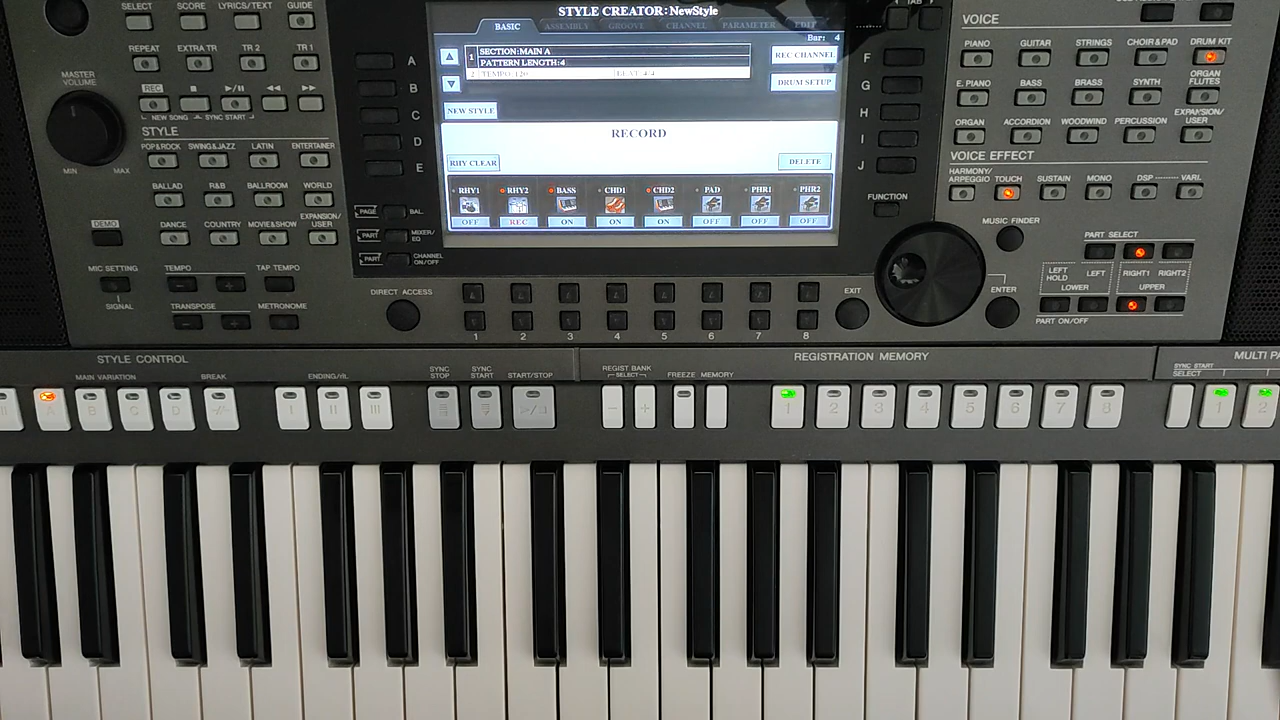 SELECT SCORE LYRICS/TEXT GUIDE
REPEAT EXTRA TR TR 2 TR 1
MASTER
VOLUME
MIN MAX
REC ■ ▶/❙❙ ◀◀ ▶▶
NEW SONG SYNC START
STYLE
POP&ROCK SWING&JAZZ LATIN ENTERTAINER
BALLAD R&B BALLROOM WORLD
DANCE COUNTRY MOVIE&SHOW EXPANSION/
USER
DEMO
MIC SETTING TEMPO TAP TEMPO
SIGNAL
TRANSPOSE METRONOME
A
B
C
D
E
PAGE BAL.
PART MIXER/
EQ
PART CHANNEL
ON/OFF
DIRECT ACCESS
STYLE CREATOR:NewStyle
BASIC ASSEMBLY GROOVE CHANNEL PARAMETER EDIT
Bar: 4
1 SECTION:MAIN A
PATTERN LENGTH:4
2 TEMPO: 120 BEAT: 4/4
REC CHANNEL
DRUM SETUP
NEW STYLE
RECORD
RHY CLEAR DELETE
RHY1 RHY2 BASS CHD1 CHD2 PAD PHR1 PHR2
OFF REC ON ON ON OFF OFF OFF
1 2 3 4 5 6 7 8
TAB
F
G
H
I
J
FUNCTION
EXIT
ENTER
VOICE
PIANO GUITAR STRINGS CHOIR&PAD DRUM KIT
E. PIANO BASS BRASS SYNTH ORGAN
FLUTES
ORGAN ACCORDION WOODWIND PERCUSSION EXPANSION/
USER
VOICE EFFECT
HARMONY/
ARPEGGIO TOUCH SUSTAIN MONO DSP VARI.
MUSIC FINDER
PART SELECT
LEFT
HOLD LEFT RIGHT1 RIGHT2
LOWER UPPER
PART ON/OFF
STYLE CONTROL
MAIN VARIATION BREAK ENDING/rit.
SYNC
STOP
SYNC
START
START/STOP
REGIST BANK
SELECT
FREEZE MEMORY
REGISTRATION MEMORY
MULTI PA
SYNC START
SELECT
A B C D I II III
− +
1 2 3 4 5 6 7 8
1 2